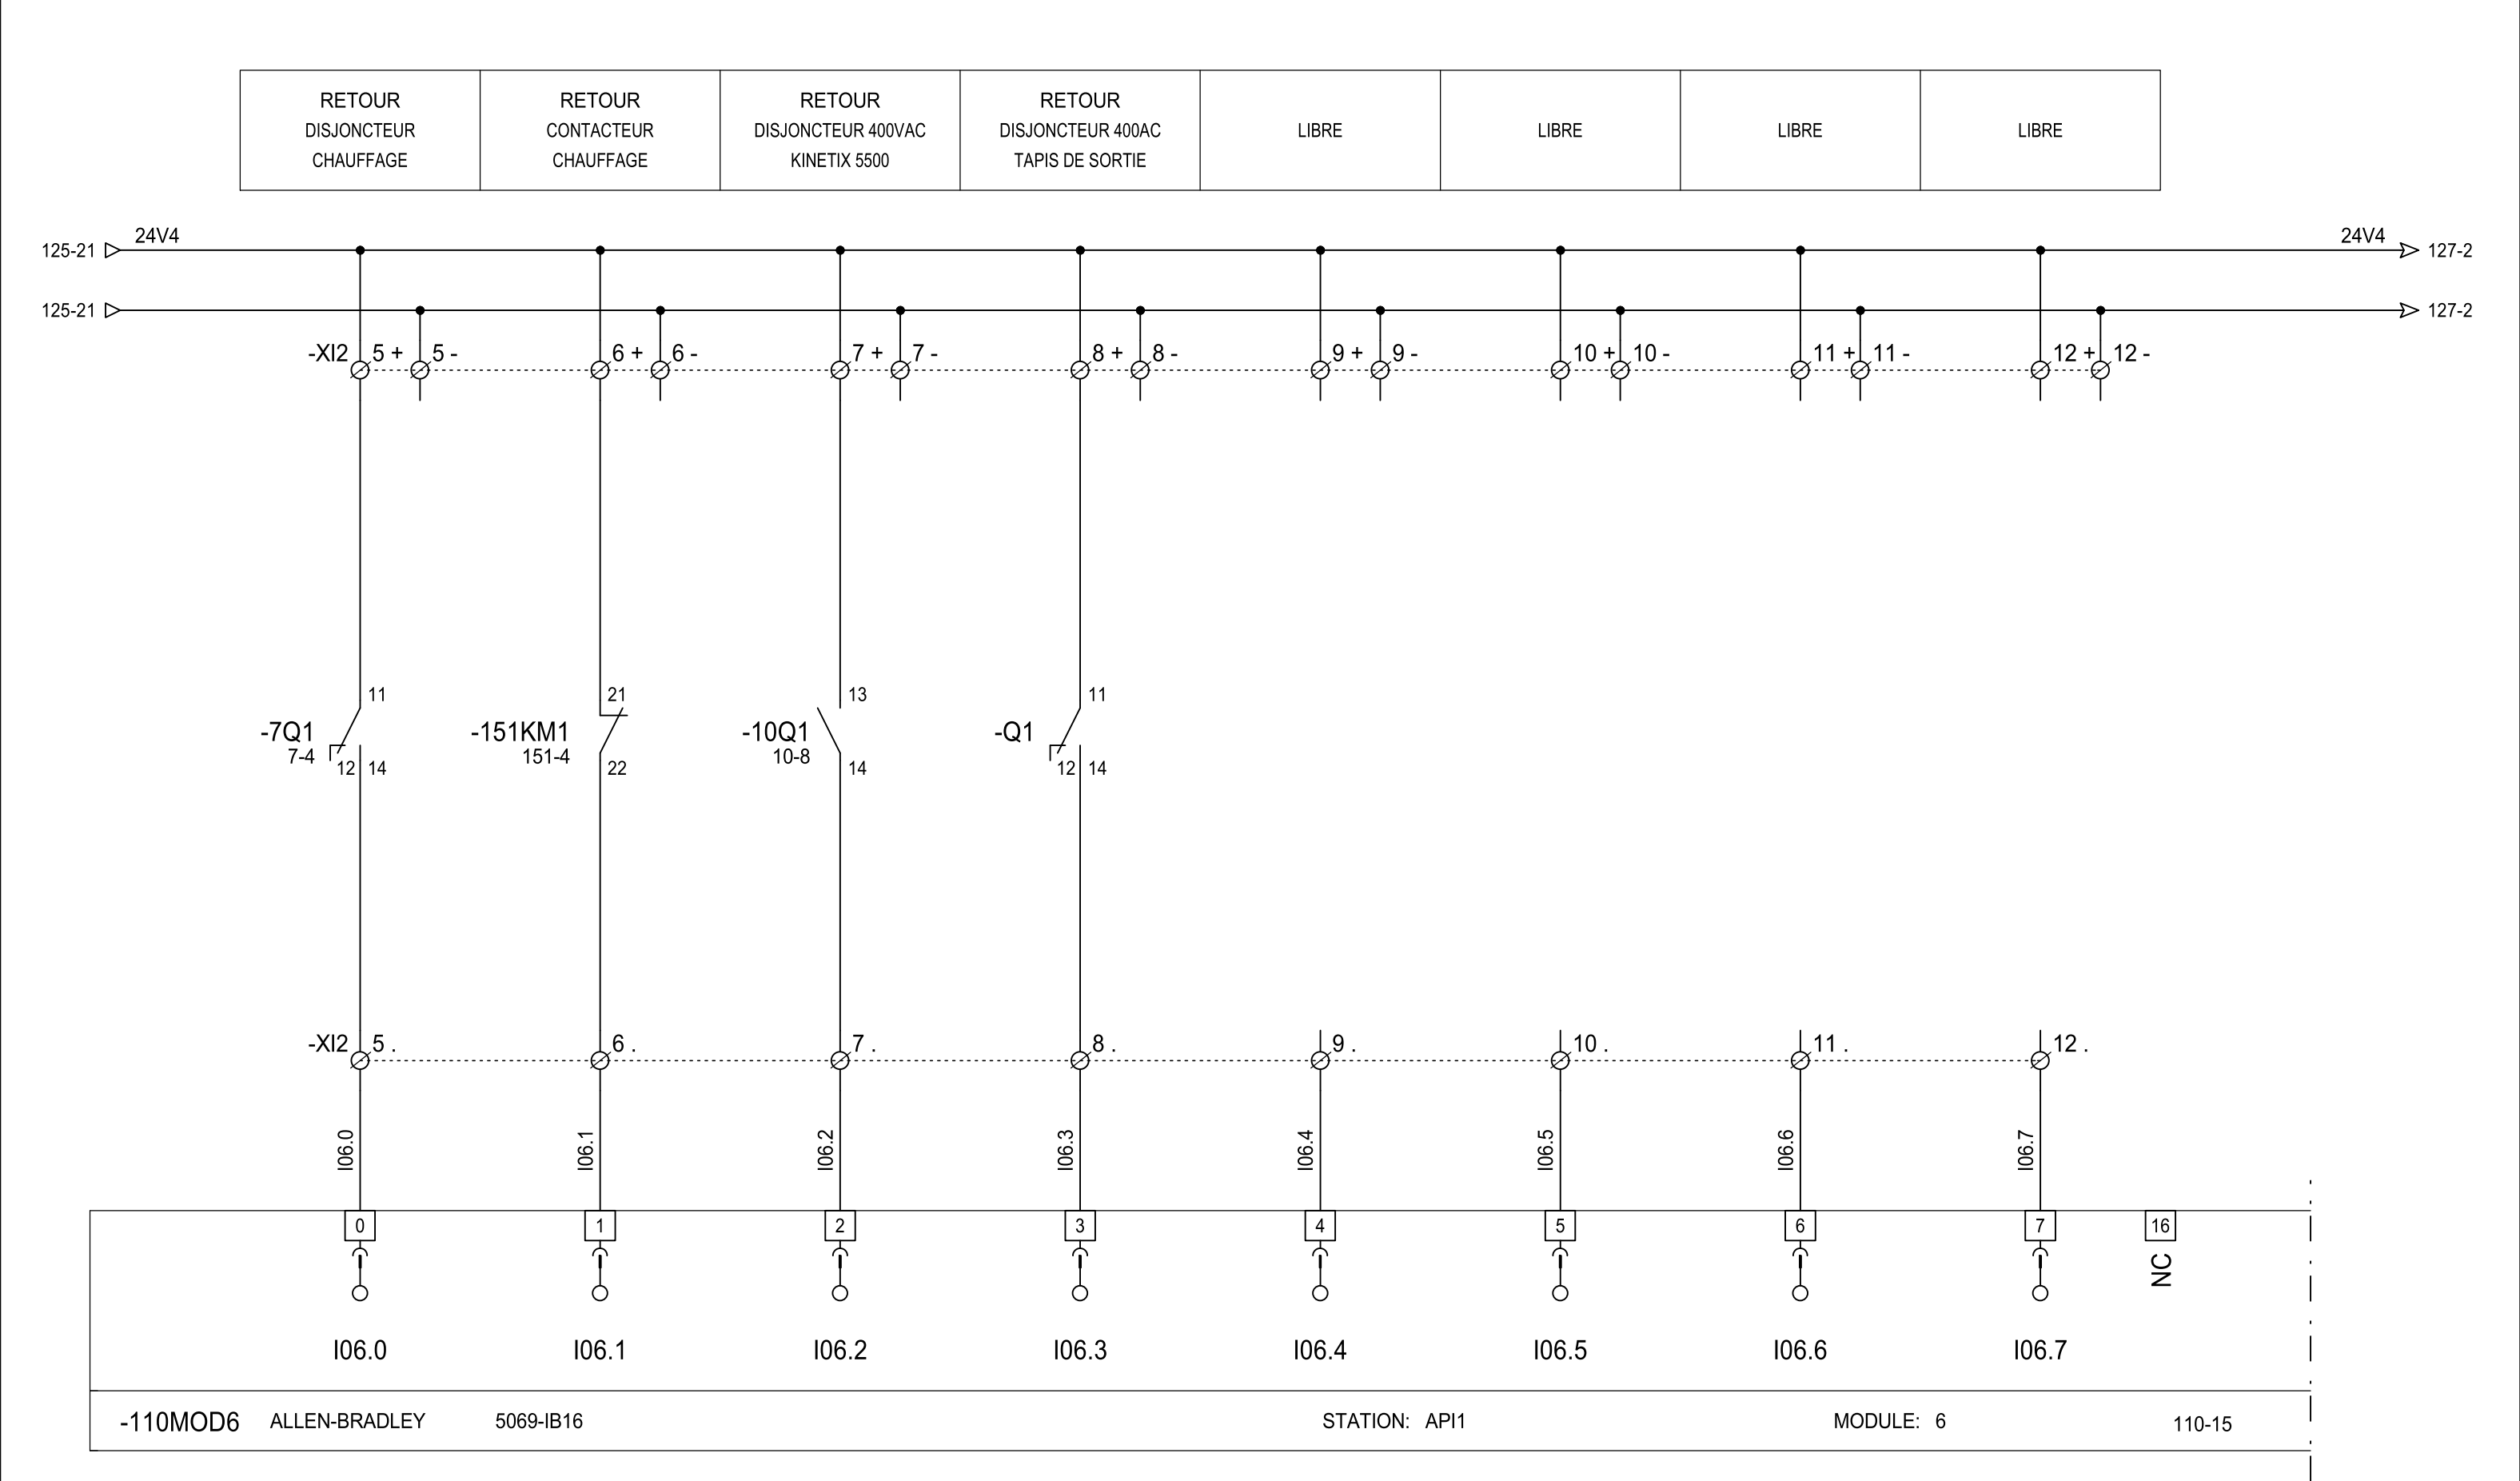 RETOUR
DISJONCTEUR
CHAUFFAGE
RETOUR
CONTACTEUR
CHAUFFAGE
RETOUR
DISJONCTEUR 400VAC
KINETIX 5500
RETOUR
DISJONCTEUR 400AC
TAPIS DE SORTIE
LIBRE
LIBRE
LIBRE
LIBRE
125-21 24V4 24V4 127-2
125-21 127-2
-XI2 5 + 5 - 6 + 6 - 7 + 7 - 8 + 8 - 9 + 9 - 10 + 10 - 11 + 11 - 12 + 12 -
11 21 13 11
-7Q1 -151KM1 -10Q1 -Q1
7-4 151-4 10-8
12 14 22 14 12 14
-XI2 5 . 6 . 7 . 8 . 9 . 10 . 11 . 12 .
I06.0 I06.1 I06.2 I06.3 I06.4 I06.5 I06.6 I06.7
0 1 2 3 4 5 6 7 16
NC
I06.0 I06.1 I06.2 I06.3 I06.4 I06.5 I06.6 I06.7
-110MOD6 ALLEN-BRADLEY 5069-IB16 STATION: API1 MODULE: 6 110-15